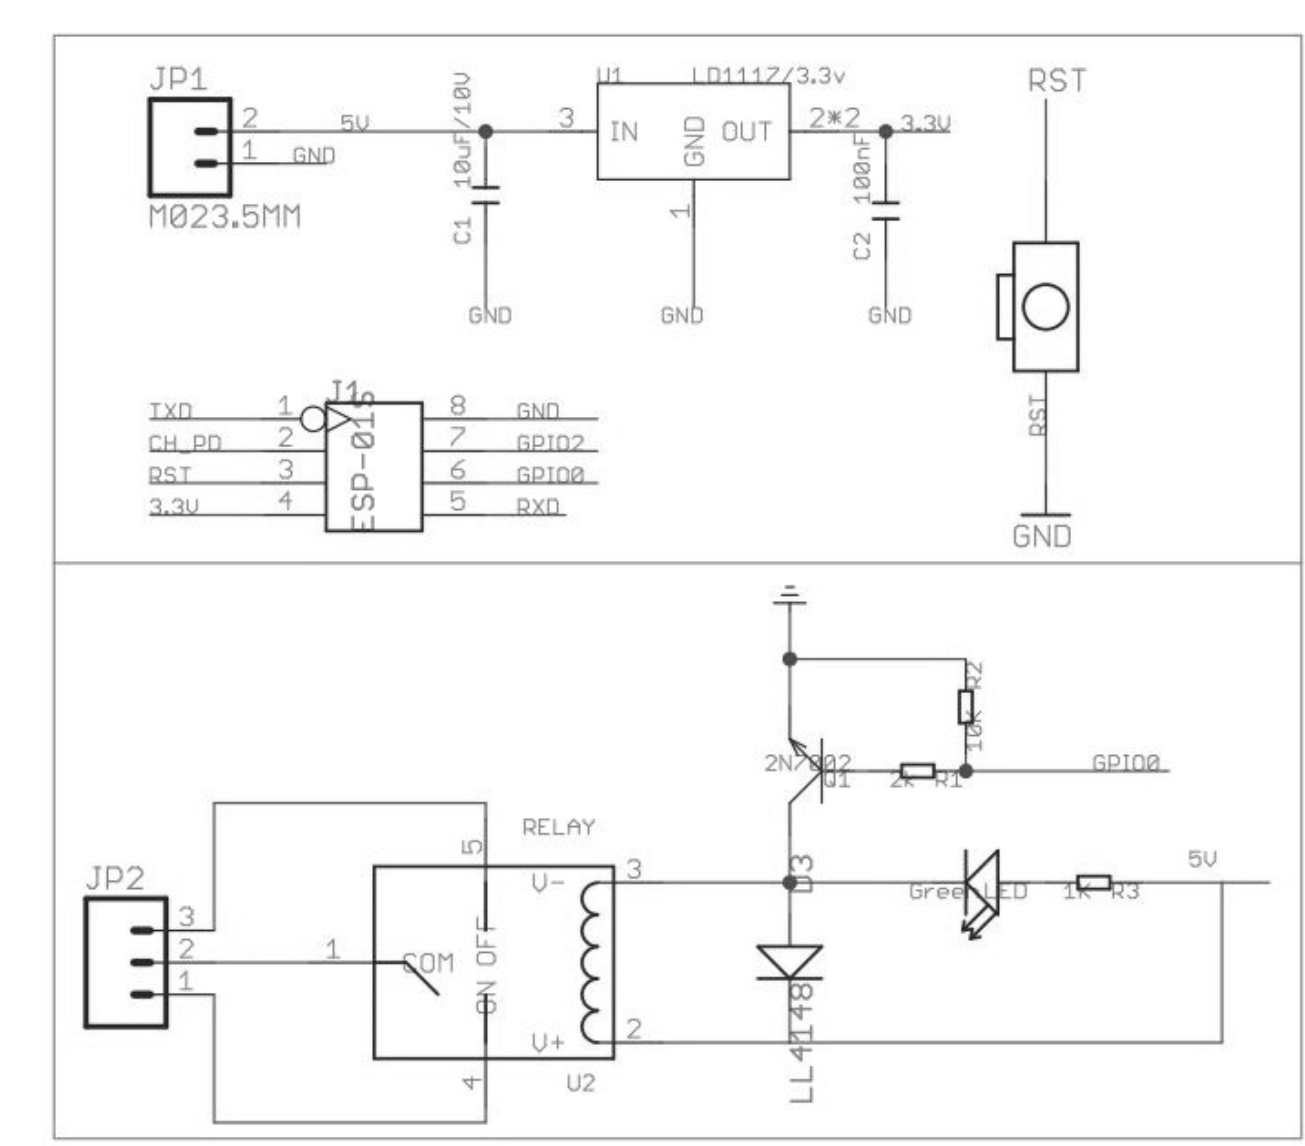 JP1
2
5V
1
GND
M023.5MM
10uF/10V
C1
GND
U1
LD1117/3.3v
3
IN
GND
OUT
2*2
3.3V
1
GND
100nF
C2
GND
RST
RST
GND
J1
ESP-01S
TXD
1
8
GND
CH_PD
2
7
GPIO2
RST
3
6
GPIO0
3.3V
4
5
RXD
R2
10K
2N7002
Q1
2k R1
GPIO0
RELAY
5
V-
3
D3
Green LED
1K R3
5V
JP2
3
2
1
1
COM
OFF
ON
V+
2
4
U2
LL4148